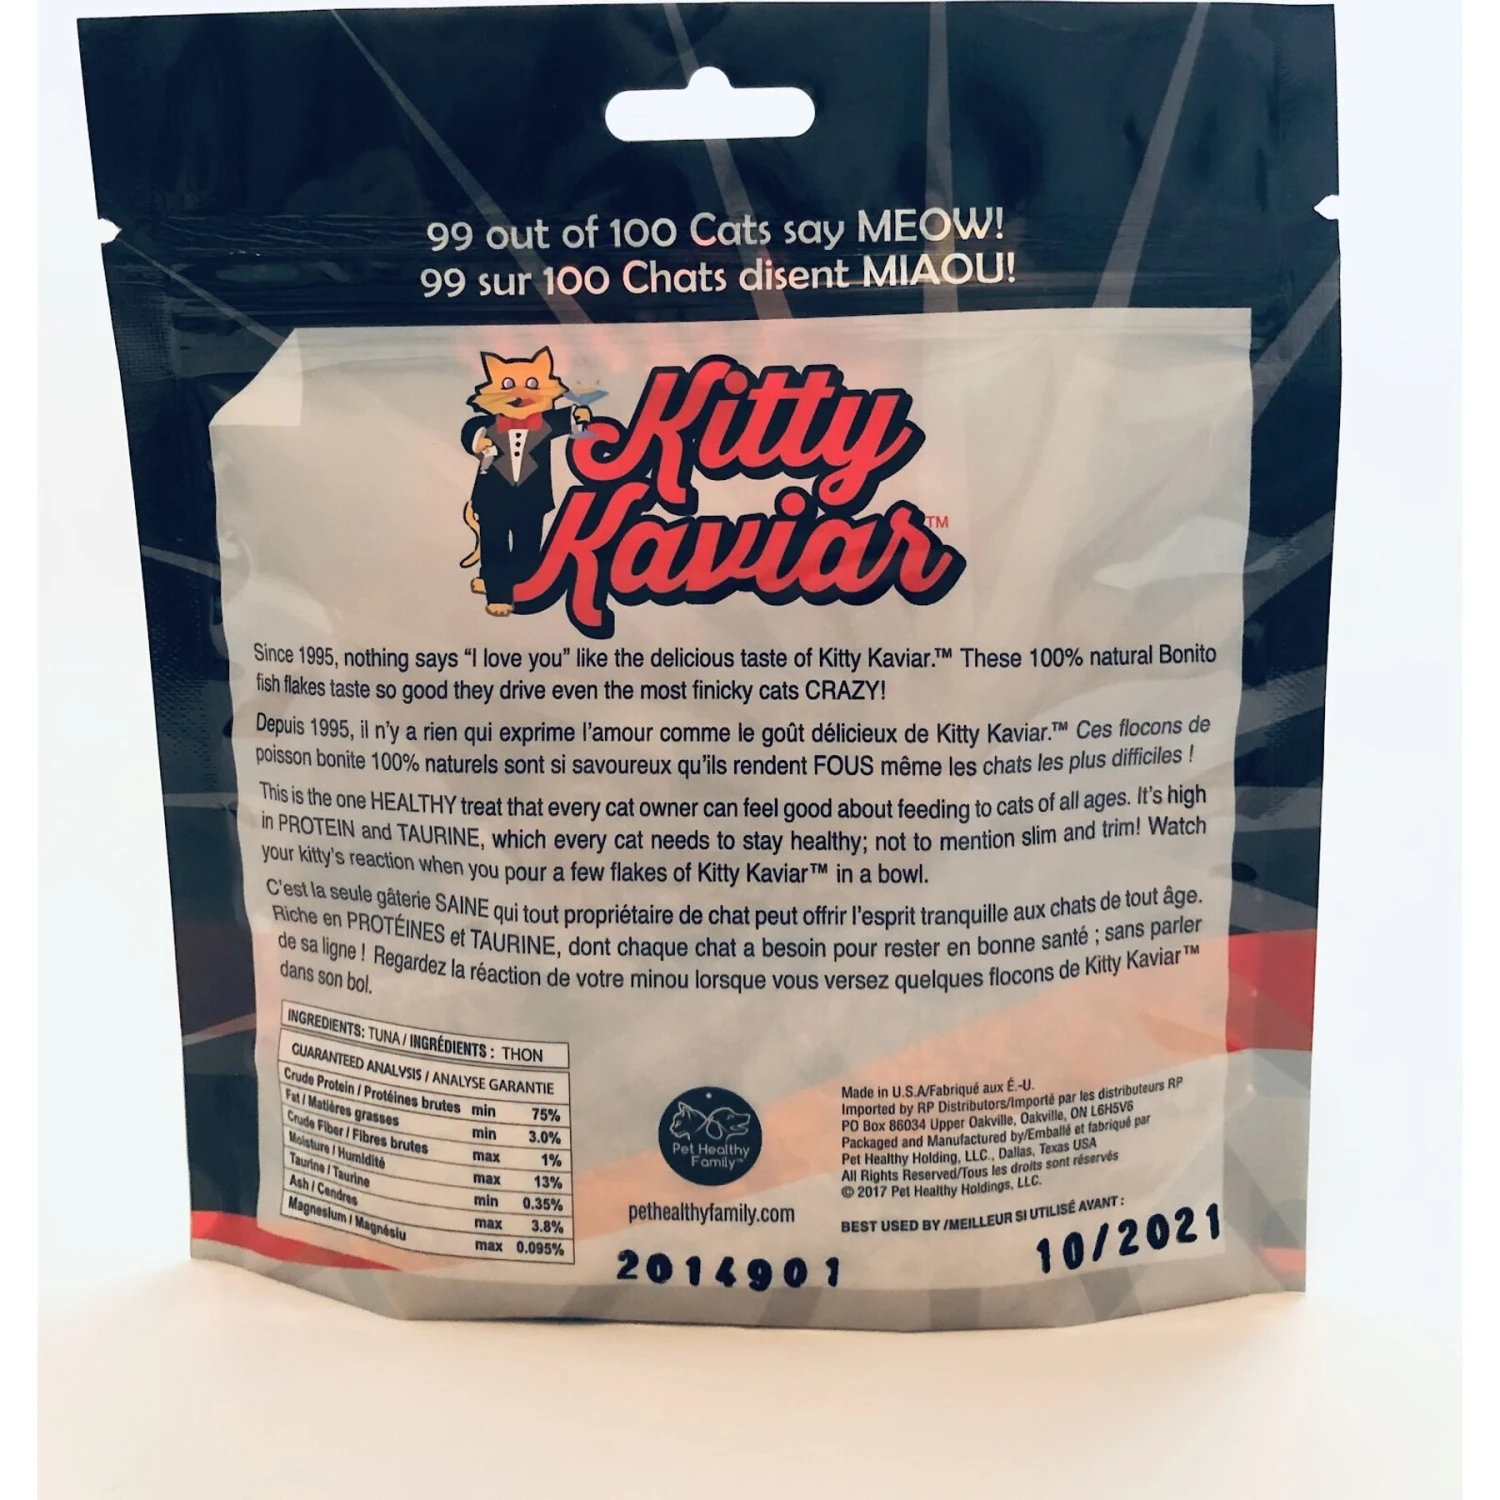 99 out of 100 Cats say MEOW!
99 sur 100 Chats disent MIAOU!
Kitty
Kaviar™
Since 1995, nothing says “I love you” like the delicious taste of Kitty Kaviar.™ These 100% natural Bonito
fish flakes taste so good they drive even the most finicky cats CRAZY!
Depuis 1995, il n'y a rien qui exprime l'amour comme le goût délicieux de Kitty Kaviar.™ Ces flocons de
poisson bonite 100% naturels sont si savoureux qu'ils rendent FOUS même les chats les plus difficiles !
This is the one HEALTHY treat that every cat owner can feel good about feeding to cats of all ages. It's high
in PROTEIN and TAURINE, which every cat needs to stay healthy; not to mention slim and trim! Watch
your kitty's reaction when you pour a few flakes of Kitty Kaviar™ in a bowl.
C'est la seule gâterie SAINE qui tout propriétaire de chat peut offrir l'esprit tranquille aux chats de tout âge.
Riche en PROTÉINES et TAURINE, dont chaque chat a besoin pour rester en bonne santé ; sans parler
de sa ligne ! Regardez la réaction de votre minou lorsque vous versez quelques flocons de Kitty Kaviar™
dans son bol.
INGREDIENTS: TUNA / INGRÉDIENTS : THON
GUARANTEED ANALYSIS / ANALYSE GARANTIE
Crude Protein / Protéines brutes min 75%
Fat / Matières grasses min 3.0%
Crude Fiber / Fibres brutes max 1%
Moisture / Humidité max 13%
Taurine / Taurine min 0.35%
Ash / Cendres max 3.8%
Magnesium / Magnésiu max 0.095%
Pet Healthy
Family™
pethealthyfamily.com
2014901
Made in U.S.A/Fabriqué aux É.-U.
Imported by RP Distributors/Importé par les distributeurs RP
PO Box 86034 Upper Oakville, Oakville, ON L6H5V6
Packaged and Manufactured by/Emballé et fabriqué par
Pet Healthy Holding, LLC., Dallas, Texas USA
All Rights Reserved/Tous les droits sont réservés
© 2017 Pet Healthy Holdings, LLC.
BEST USED BY /MEILLEUR SI UTILISÉ AVANT :
10/2021